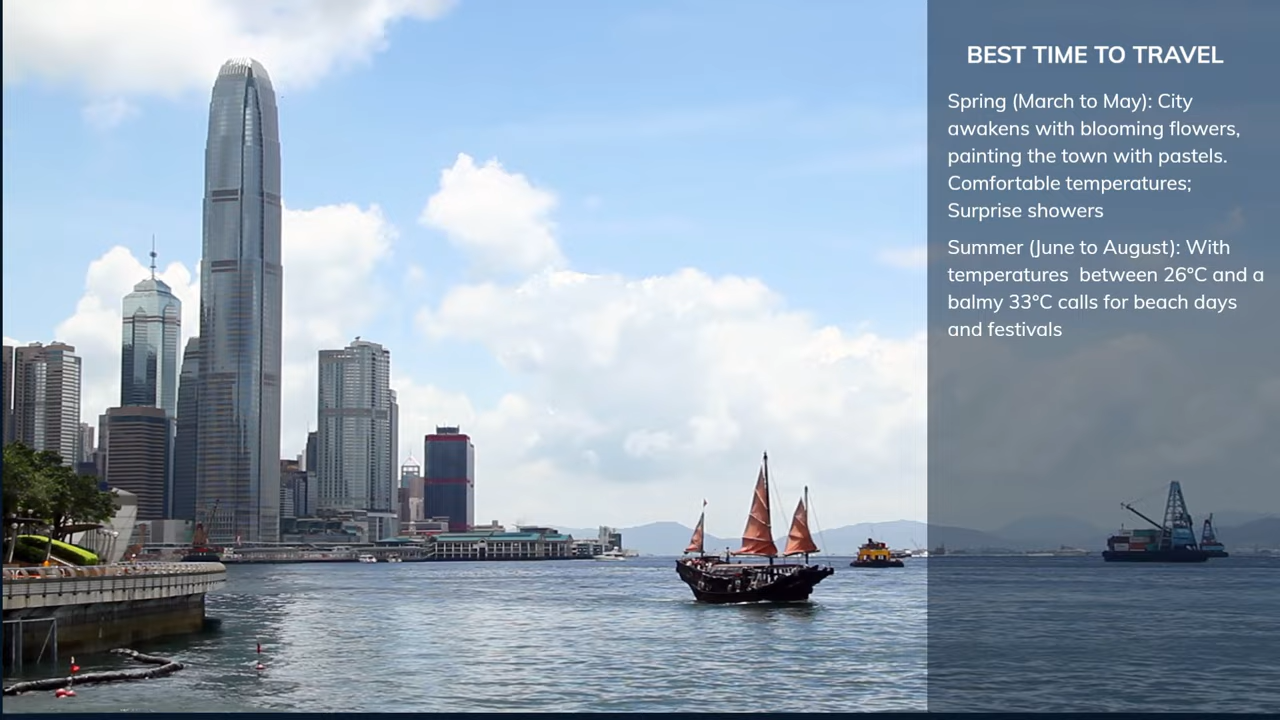 BEST TIME TO TRAVEL
Spring (March to May): City
awakens with blooming flowers,
painting the town with pastels.
Comfortable temperatures;
Surprise showers
Summer (June to August): With
temperatures  between 26°C and a
balmy 33°C calls for beach days
and festivals